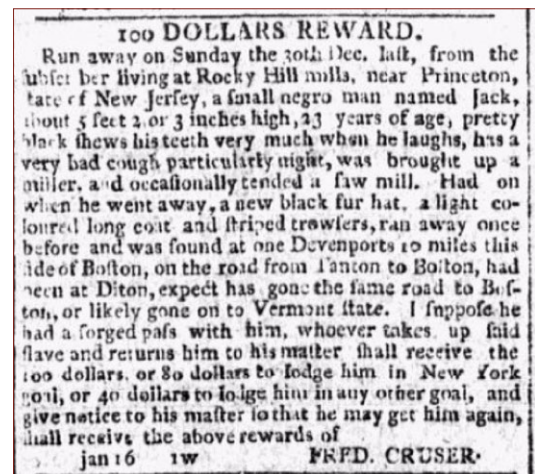 100 DOLLARS REWARD.
Run away on Sunday the 30th Dec. laſt, from the
ſubſcriber living at Rocky Hill mills, near Princeton,
ſtate of New Jerſey, a ſmall negro man named Jack,
about 5 feet 2 or 3 inches high, 23 years of age, pretty
black ſhews his teeth very much when he laughs, has a
very bad cough particularly night, was brought up a
miller, and occaſionally tended a ſaw mill. Had on
when he went away, a new black fur hat, a light co-
loured long coat and ſtriped trowſers, ran away once
before and was found at one Devenports 10 miles this
ſide of Boſton, on the road from Tanton to Boſton, had
been at Diton, expect has gone the ſame road to Boſ-
ton, or likely gone on to Vermont ſtate. I ſuppoſe he
had a forged paſs with him, whoever takes up ſaid
ſlave and returns him to his maſter ſhall receive the
100 dollars, or 80 dollars to lodge him in New York
goal, or 40 dollars to lodge him in any other goal, and
give notice to his maſter ſo that he may get him again,
ſhall receive the above rewards of
jan 16 1w FRED. CRUSER.